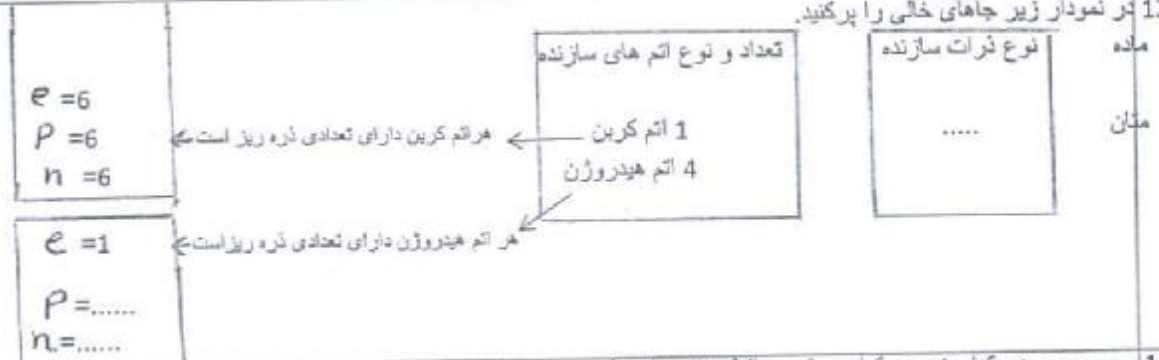 12 در نمودار زیر جاهای خالی را پرکنید.
ماده
نوع ذرات سازنده
تعداد و نوع اتم های سازنده
متان
.....
1 اتم کربن
4 اتم هیدروژن
هراتم کربن دارای تعدادی ذره ریز است
e =6
P =6
n =6
هر اتم هیدروژن دارای تعدادی ذره ریزاست
e =1
P =......
n =......